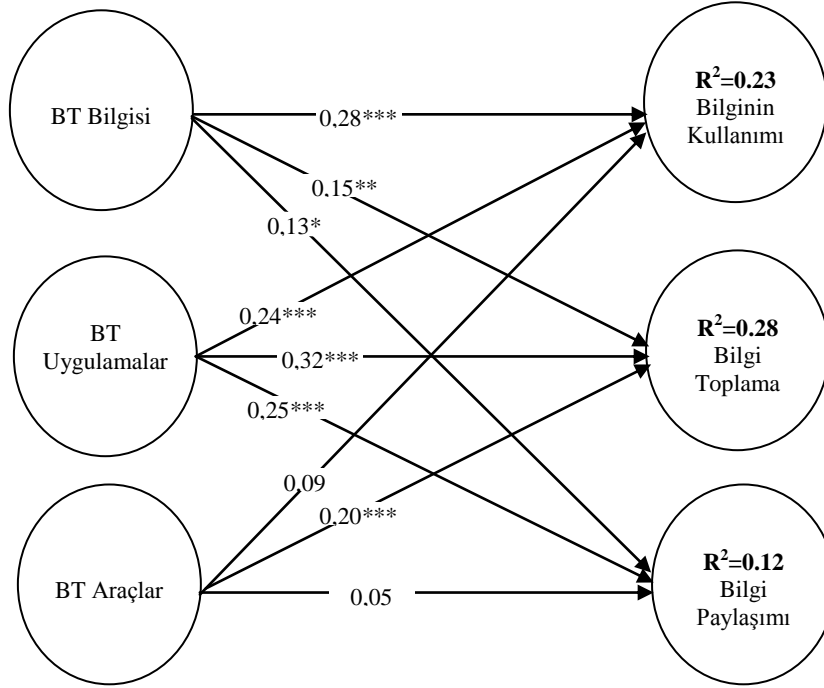 BT Bilgisi
R²=0.23
Bilginin
Kullanımı
0,28***
0,15**
0,13*
BT
Uygulamalar
R²=0.28
Bilgi
Toplama
0,24***
0,32***
0,25***
BT Araçlar
R²=0.12
Bilgi
Paylaşımı
0,09
0,20***
0,05